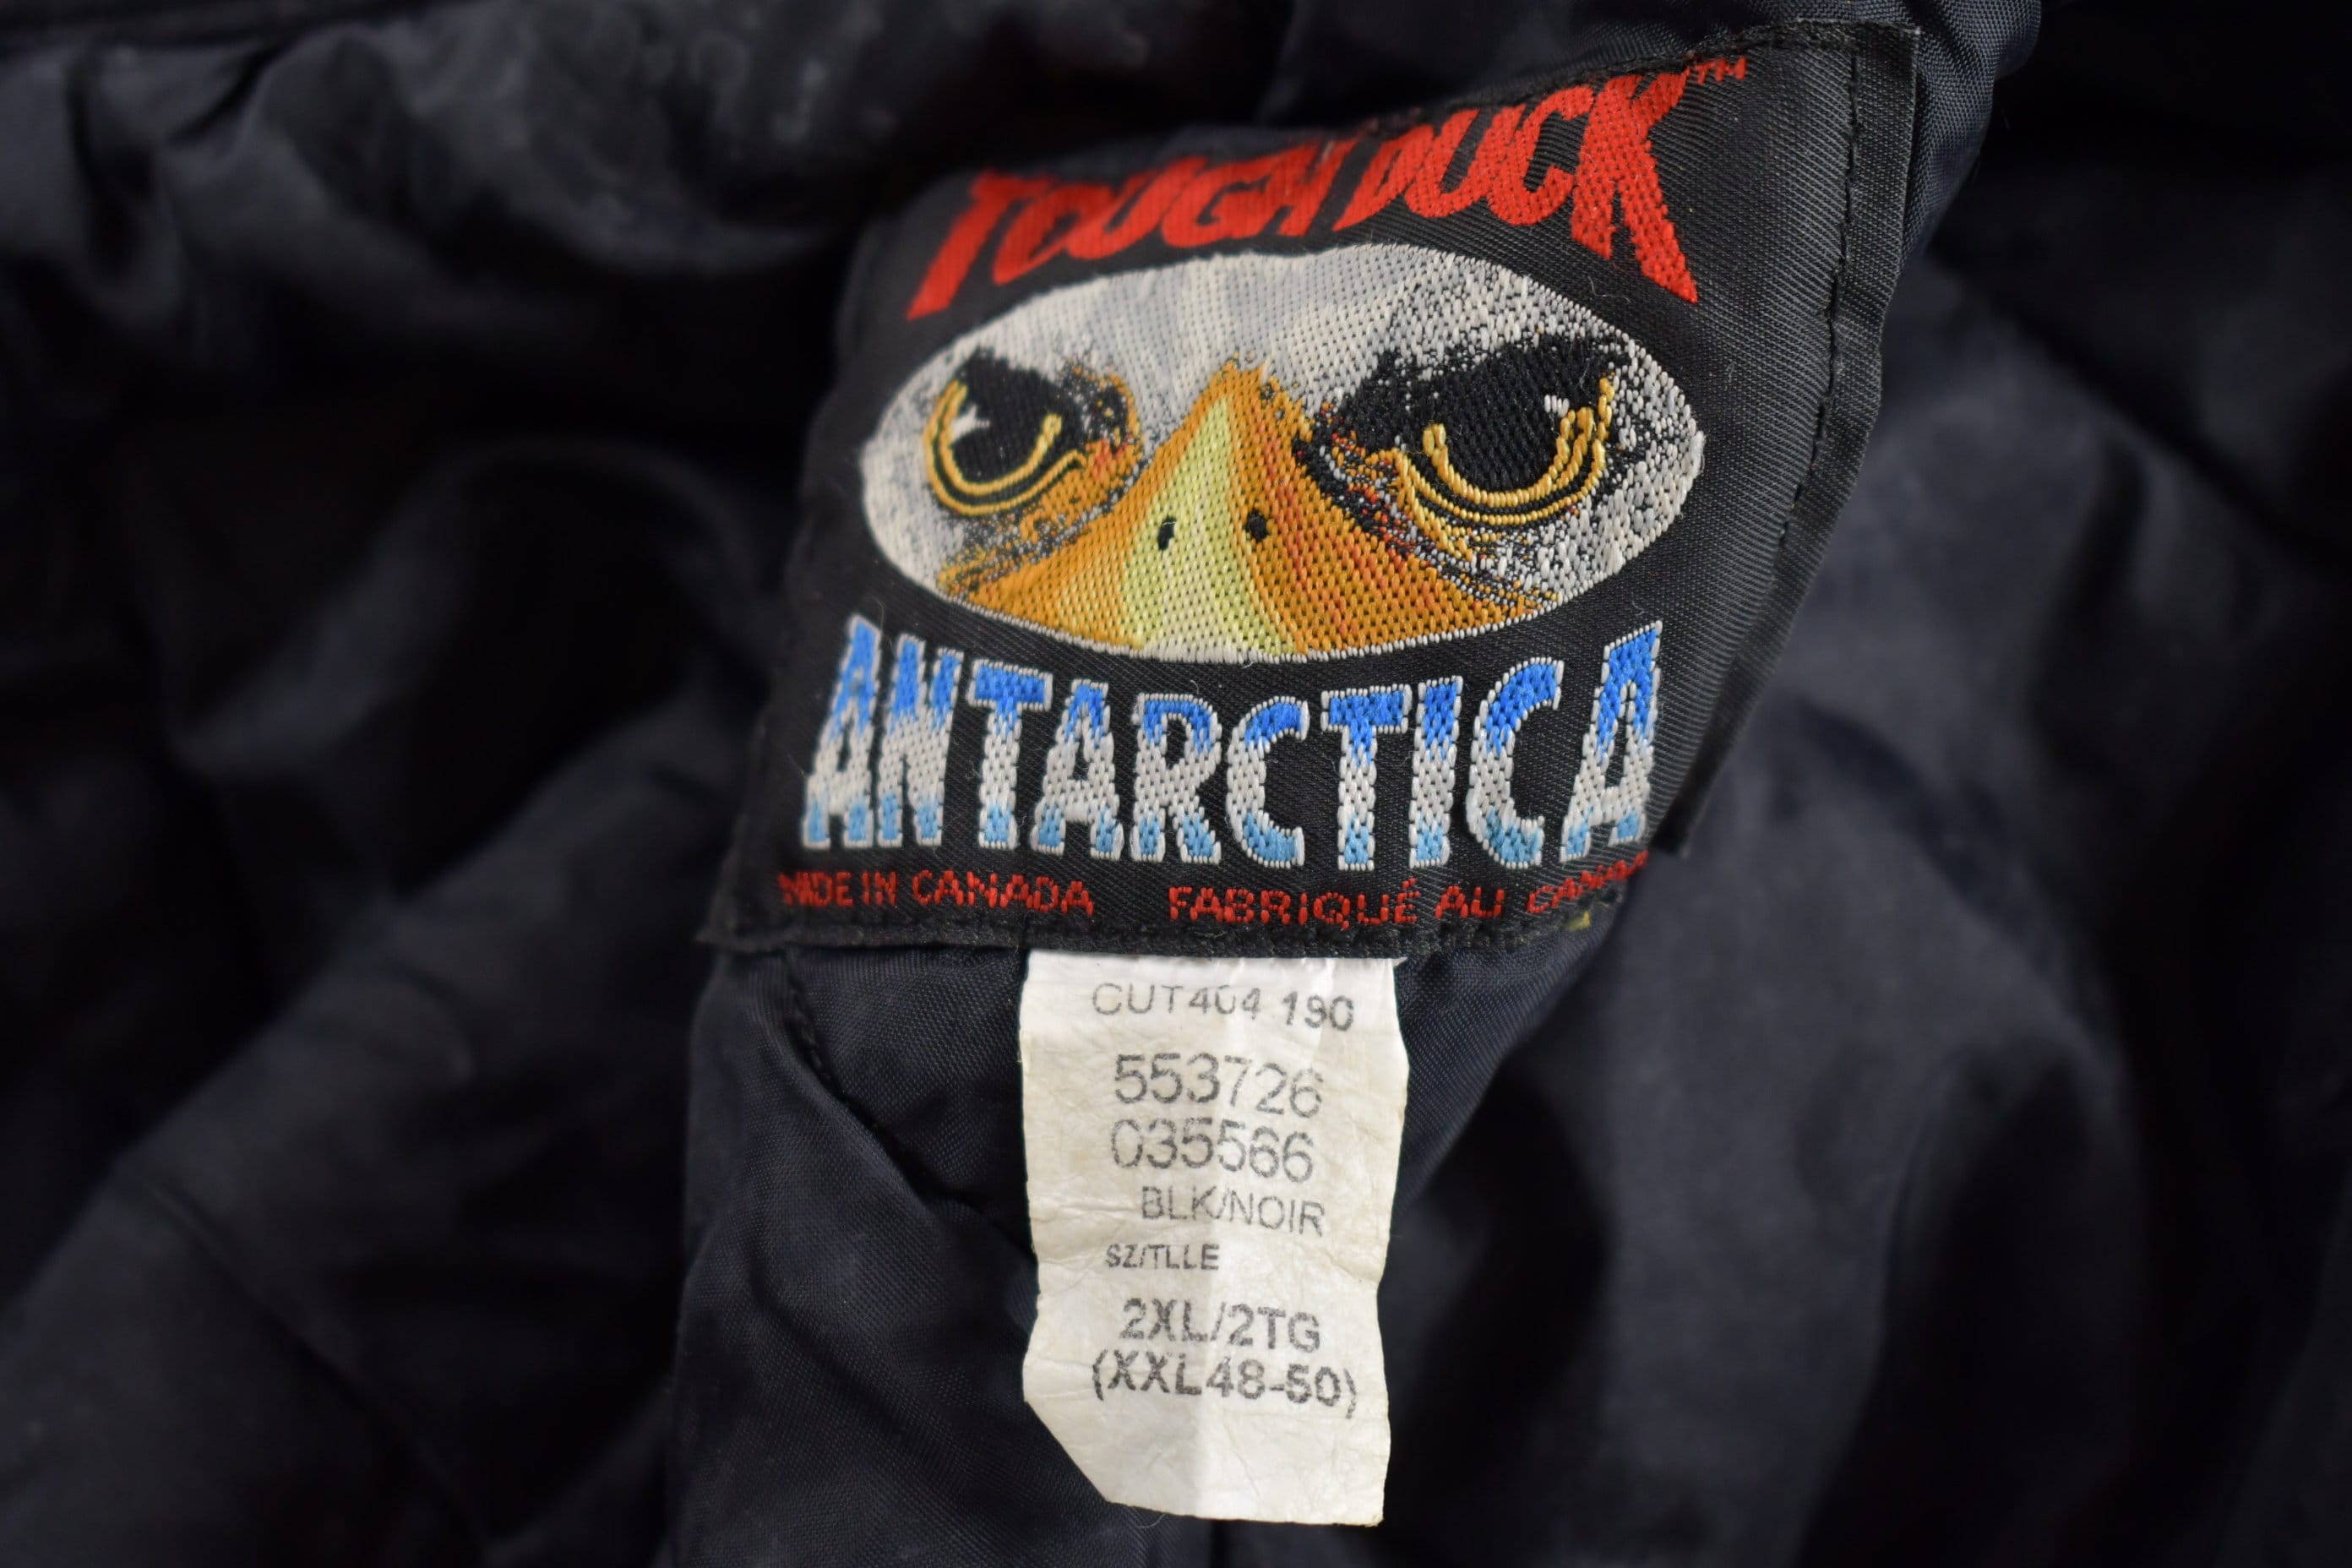 TOUGH DUCK™
ANTARCTICA
MADE IN CANADA FABRIQUÉ AU CANADA
CUT404 190
553726
035566
BLK/NOIR
SZ/TLLE
2XL/2TG
(XXL48-50)